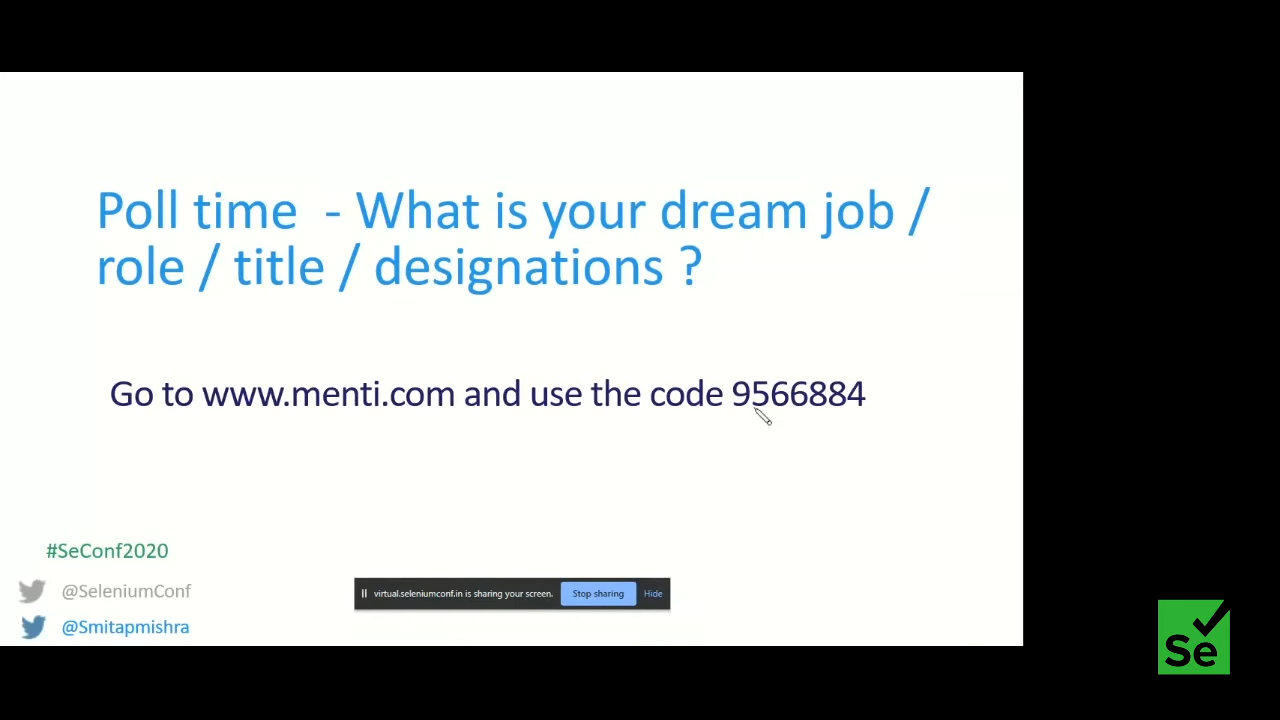 Poll time - What is your dream job /
role / title / designations ?
Go to www.menti.com and use the code 9566884
#SeConf2020
@SeleniumConf
@Smitapmishra
virtual.seleniumconf.in is sharing your screen. Stop sharing Hide
Se